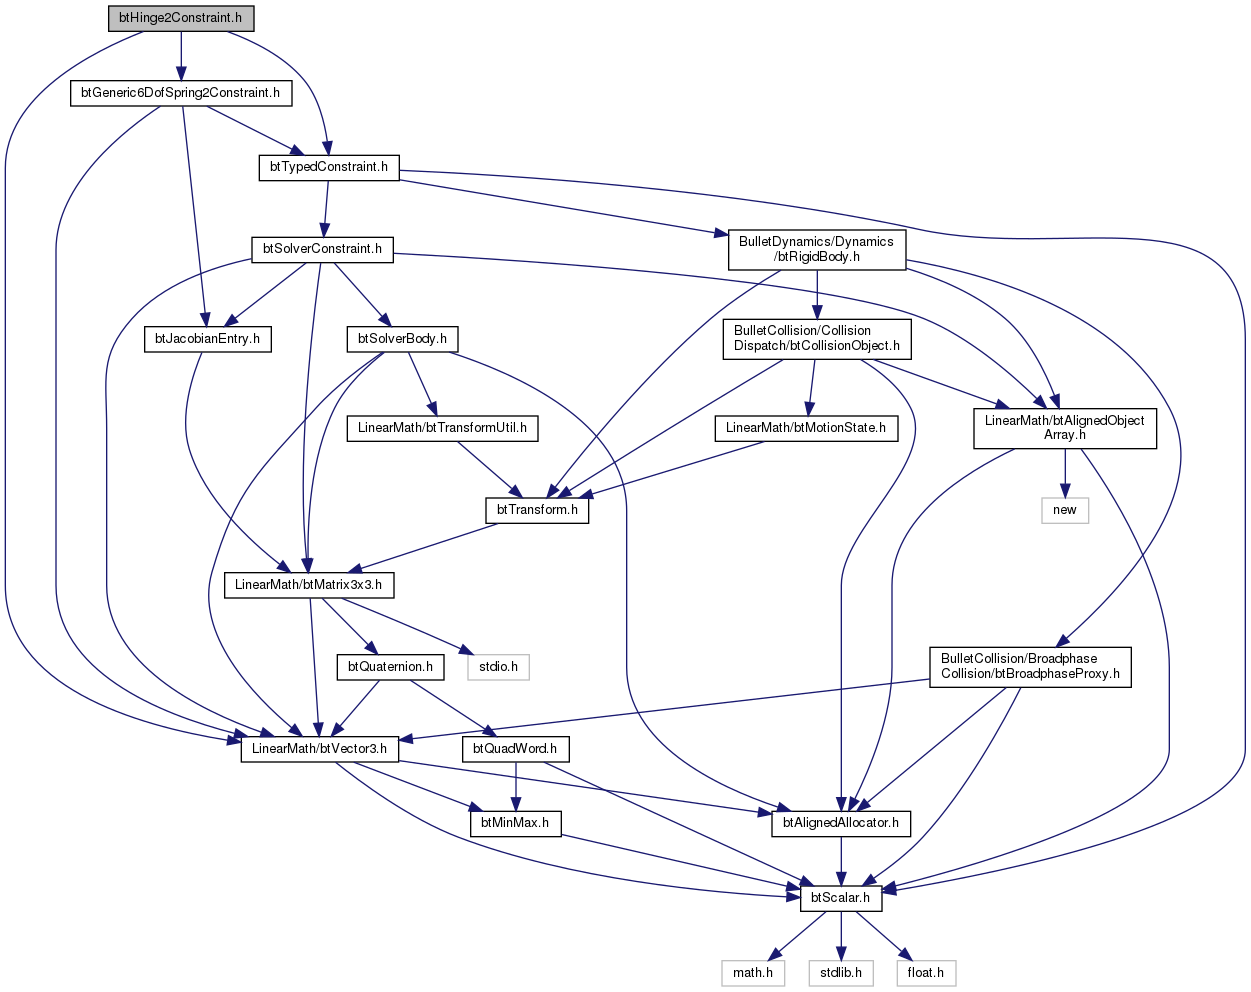 btHinge2Constraint.h
btGeneric6DofSpring2Constraint.h
btTypedConstraint.h
btSolverConstraint.h
BulletDynamics/Dynamics
/btRigidBody.h
btJacobianEntry.h
btSolverBody.h
BulletCollision/Collision
Dispatch/btCollisionObject.h
LinearMath/btTransformUtil.h
LinearMath/btMotionState.h
LinearMath/btAlignedObject
Array.h
btTransform.h
new
LinearMath/btMatrix3x3.h
btQuaternion.h
stdio.h
BulletCollision/Broadphase
Collision/btBroadphaseProxy.h
LinearMath/btVector3.h
btQuadWord.h
btMinMax.h
btAlignedAllocator.h
btScalar.h
math.h
stdlib.h
float.h